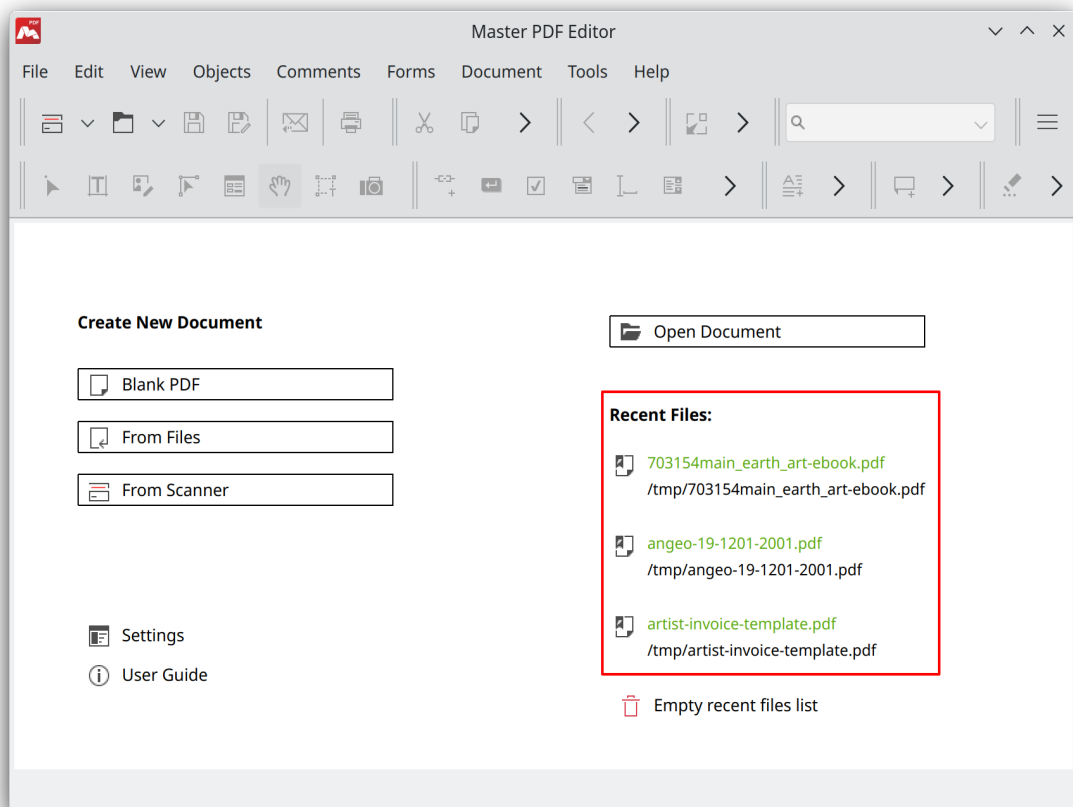 PDF
Master PDF Editor
File Edit View Objects Comments Forms Document Tools Help
Create New Document
Blank PDF
From Files
From Scanner
Settings
User Guide
Open Document
Recent Files:
703154main_earth_art-ebook.pdf
/tmp/703154main_earth_art-ebook.pdf
angeo-19-1201-2001.pdf
/tmp/angeo-19-1201-2001.pdf
artist-invoice-template.pdf
/tmp/artist-invoice-template.pdf
Empty recent files list